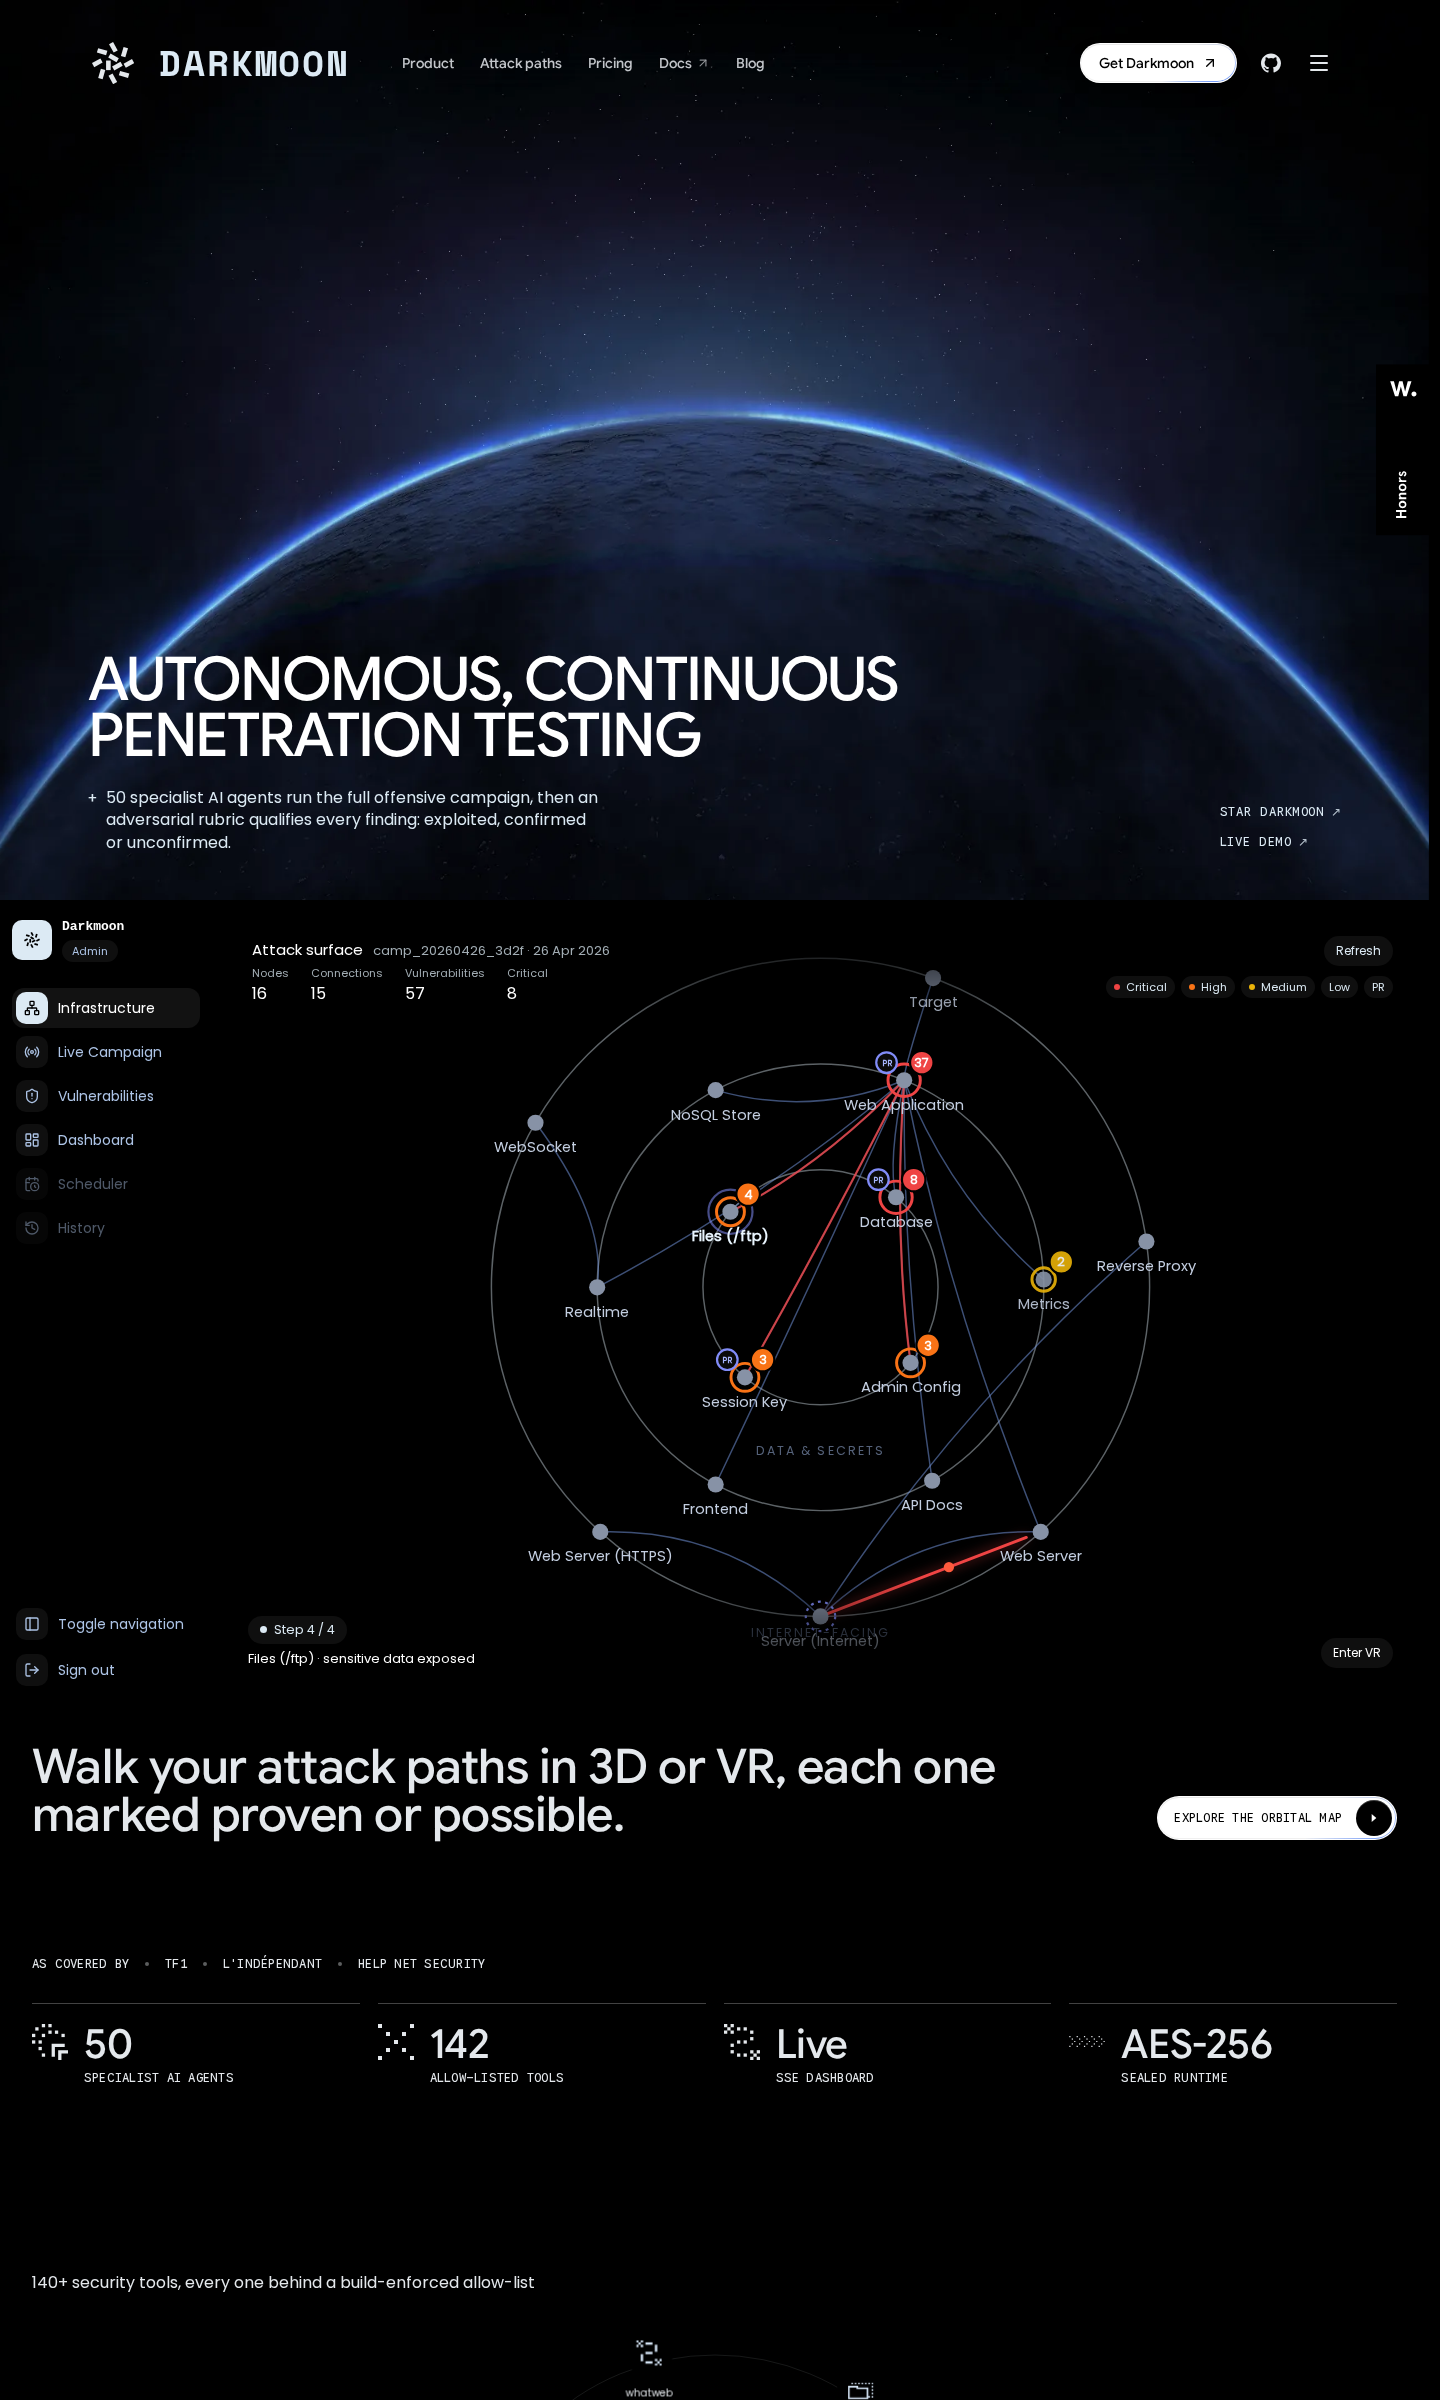 DARKMOON
Product
Attack paths
Pricing
Docs ↗
Blog
Get Darkmoon ↗
W.
Honors
AUTONOMOUS, CONTINUOUS
PENETRATION TESTING
+ 50 specialist AI agents run the full offensive campaign, then an
adversarial rubric qualifies every finding: exploited, confirmed
or unconfirmed.
STAR DARKMOON ↗
LIVE DEMO ↗
Darkmoon
Admin
Infrastructure
Live Campaign
Vulnerabilities
Dashboard
Scheduler
History
Toggle navigation
Sign out
Attack surface camp_20260426_3d2f · 26 Apr 2026
Nodes Connections Vulnerabilities Critical
16 15 57 8
Refresh
Critical High Medium Low PR
Target
PR 37
Web Application
NoSQL Store
WebSocket
4
Files (/ftp)
PR 8
Database
Reverse Proxy
2
Metrics
Realtime
PR 3
Session Key
3
Admin Config
DATA & SECRETS
Frontend
API Docs
Web Server (HTTPS)
Web Server
INTERNET-FACING
Server (Internet)
Step 4 / 4
Files (/ftp) · sensitive data exposed
Enter VR
Walk your attack paths in 3D or VR, each one
marked proven or possible.
EXPLORE THE ORBITAL MAP
AS COVERED BY • TF1 • L'INDÉPENDANT • HELP NET SECURITY
50
SPECIALIST AI AGENTS
142
ALLOW-LISTED TOOLS
Live
SSE DASHBOARD
AES-256
SEALED RUNTIME
140+ security tools, every one behind a build-enforced allow-list
whatweb